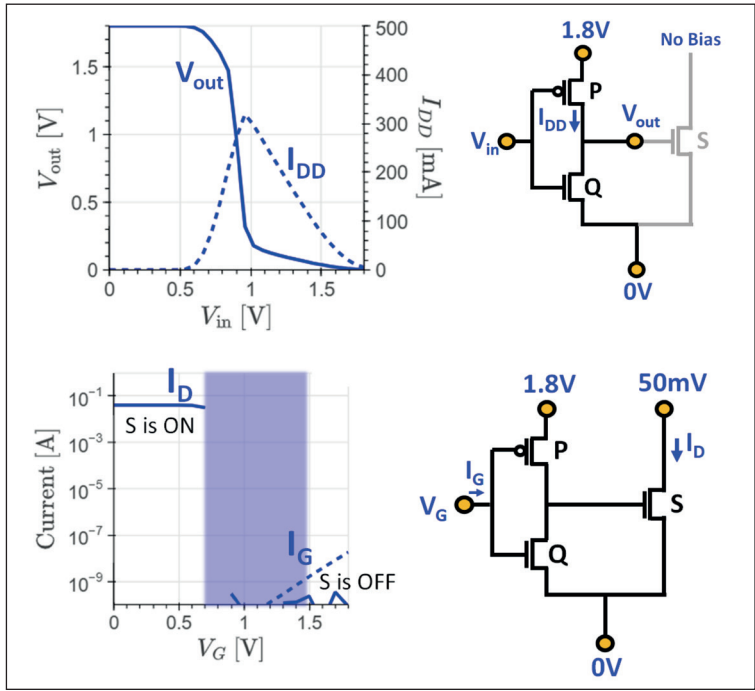 V_out [V]
2
1.5
1
0.5
0
V_out
I_DD
500
400
300
200
100
0
I_DD [mA]
0
0.5
1
1.5
V_in [V]
1.8V
No Bias
P
I_DD
V_out
S
V_in
Q
0V
Current [A]
10^-1
10^-3
10^-5
10^-7
10^-9
I_D
S is ON
I_G
S is OFF
0
0.5
1
1.5
V_G [V]
1.8V
50mV
P
I_G
I_D
V_G
S
Q
0V